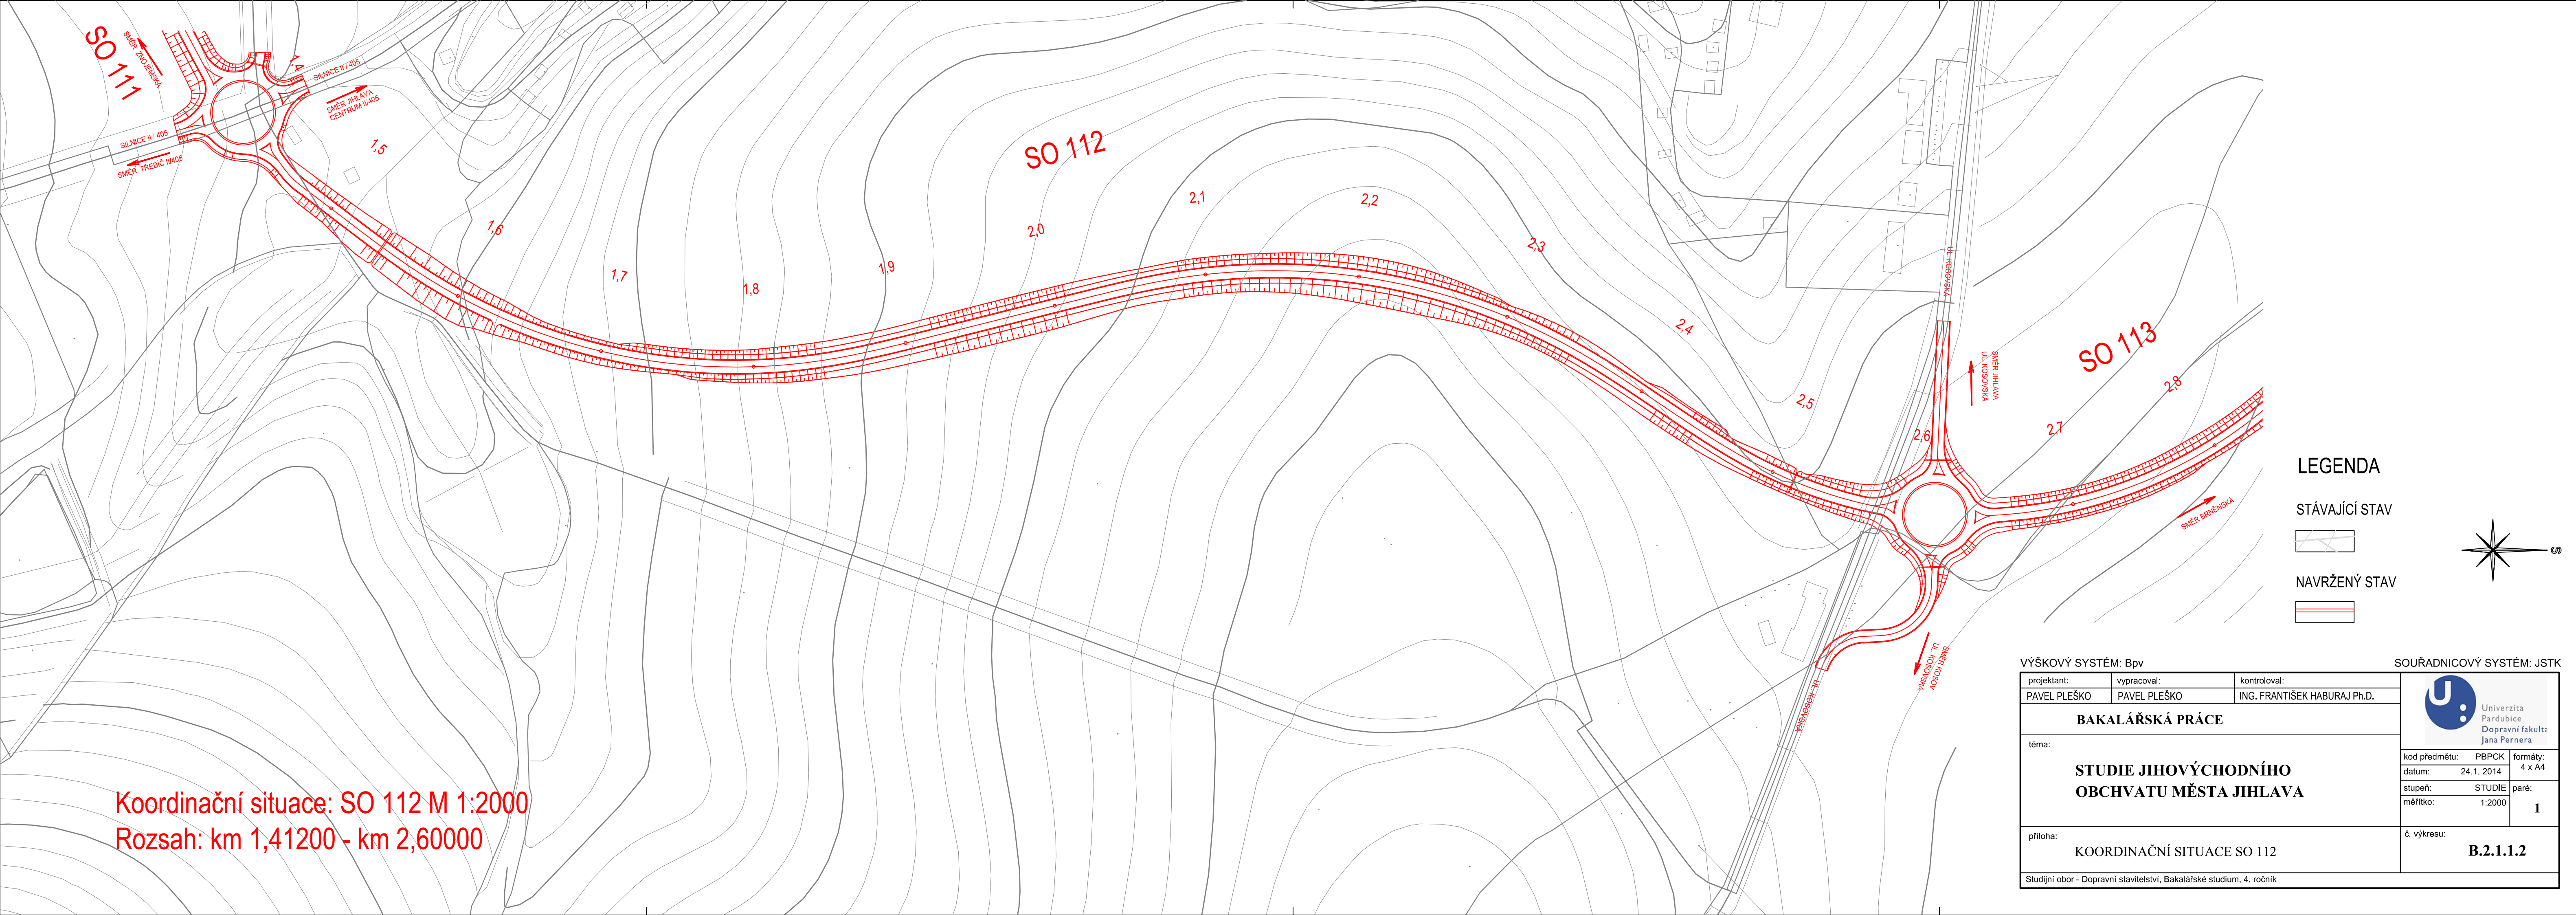 SO 111
SMĚR ZNOJEMSKÁ
1,4
SILNICE II / 405
SMĚR JIHLAVA
CENTRUM II/405
SILNICE II / 405
SMĚR TŘEBÍČ II/405
1,5
1,6
1,7
1,8
1,9
SO 112
2,0
2,1
2,2
2,3
2,4
2,5
2,6
UL. KOSOVSKÁ
SMĚR JIHLAVA
UL. KOSOVSKÁ
SO 113
2,7
2,8
SMĚR BRNĚNSKÁ
SMĚR KOSOV
UL. KOSOVSKÁ
UL. KOSOVSKÁ
LEGENDA
STÁVAJÍCÍ STAV
NAVRŽENÝ STAV
S
Koordinační situace: SO 112 M 1:2000
Rozsah: km 1,41200 - km 2,60000
VÝŠKOVÝ SYSTÉM: Bpv
SOUŘADNICOVÝ SYSTÉM: JSTK
projektant: vypracoval: kontroloval:
PAVEL PLEŠKO PAVEL PLEŠKO ING. FRANTIŠEK HABURAJ Ph.D.
BAKALÁŘSKÁ PRÁCE
Univerzita
Pardubice
Dopravní fakulta
Jana Pernera
téma:
STUDIE JIHOVÝCHODNÍHO
OBCHVATU MĚSTA JIHLAVA
kod předmětu: PBPCK
formáty:
4 x A4
datum: 24.1. 2014
stupeň: STUDIE
paré:
1
měřítko: 1:2000
příloha:
KOORDINAČNÍ SITUACE SO 112
č. výkresu:
B.2.1.1.2
Studijní obor - Dopravní stavitelství, Bakalářské studium, 4. ročník